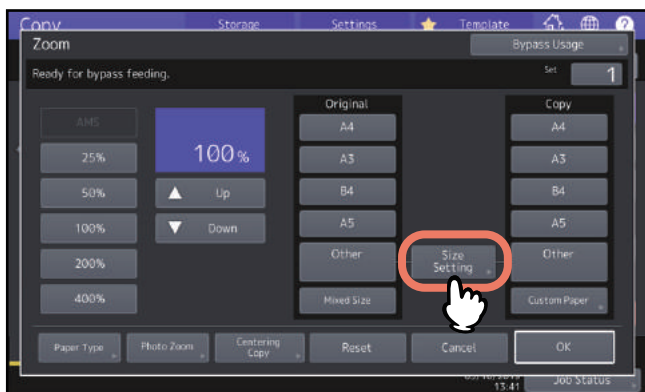 Copy Storage Settings Template
Zoom
Bypass Usage
Ready for bypass feeding.
Set 1
Original
Copy
AMS
25%
50%
100%
200%
400%
100%
Up
Down
A4
A3
B4
A5
Other
Mixed Size
Size
Setting
A4
A3
B4
A5
Other
Custom Paper
Paper Type
Photo Zoom
Centering
Copy
Reset
Cancel
OK
13:41
Job Status